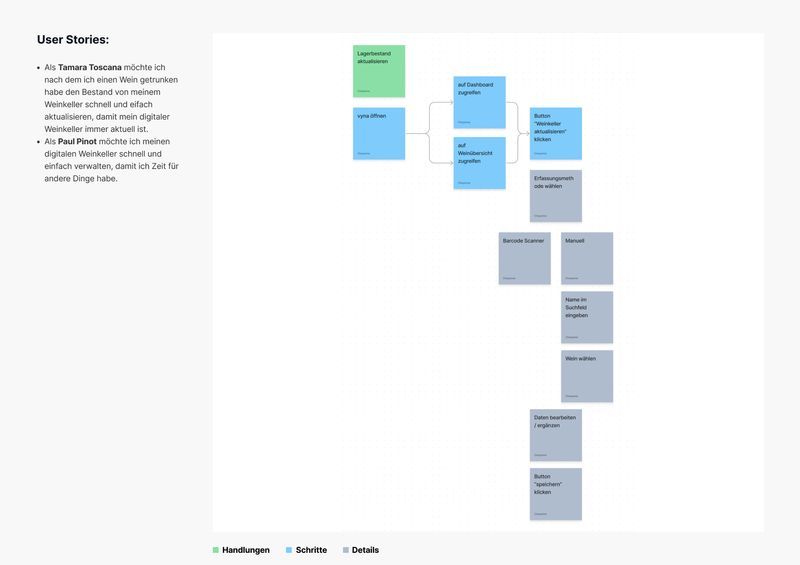 User Stories:
• Als Tamara Toscana möchte ich
nach dem ich einen Wein getrunken
habe den Bestand von meinem
Weinkeller schnell und eifach
aktualisieren, damit mein digitaler
Weinkeller immer aktuell ist.
• Als Paul Pinot möchte ich meinen
digitalen Weinkeller schnell und
einfach verwalten, damit ich Zeit für
andere Dinge habe.
Lagerbestand
aktualisieren
vyna öffnen
auf Dashboard
zugreifen
auf
Weinübersicht
zugreifen
Button
"Weinkeller
aktualisieren"
klicken
Erfassungsmeth
ode wählen
Barcode Scanner
Manuell
Name im
Suchfeld
eingeben
Wein wählen
Daten bearbeiten
/ ergänzen
Button
"speichern"
klicken
Handlungen
Schritte
Details